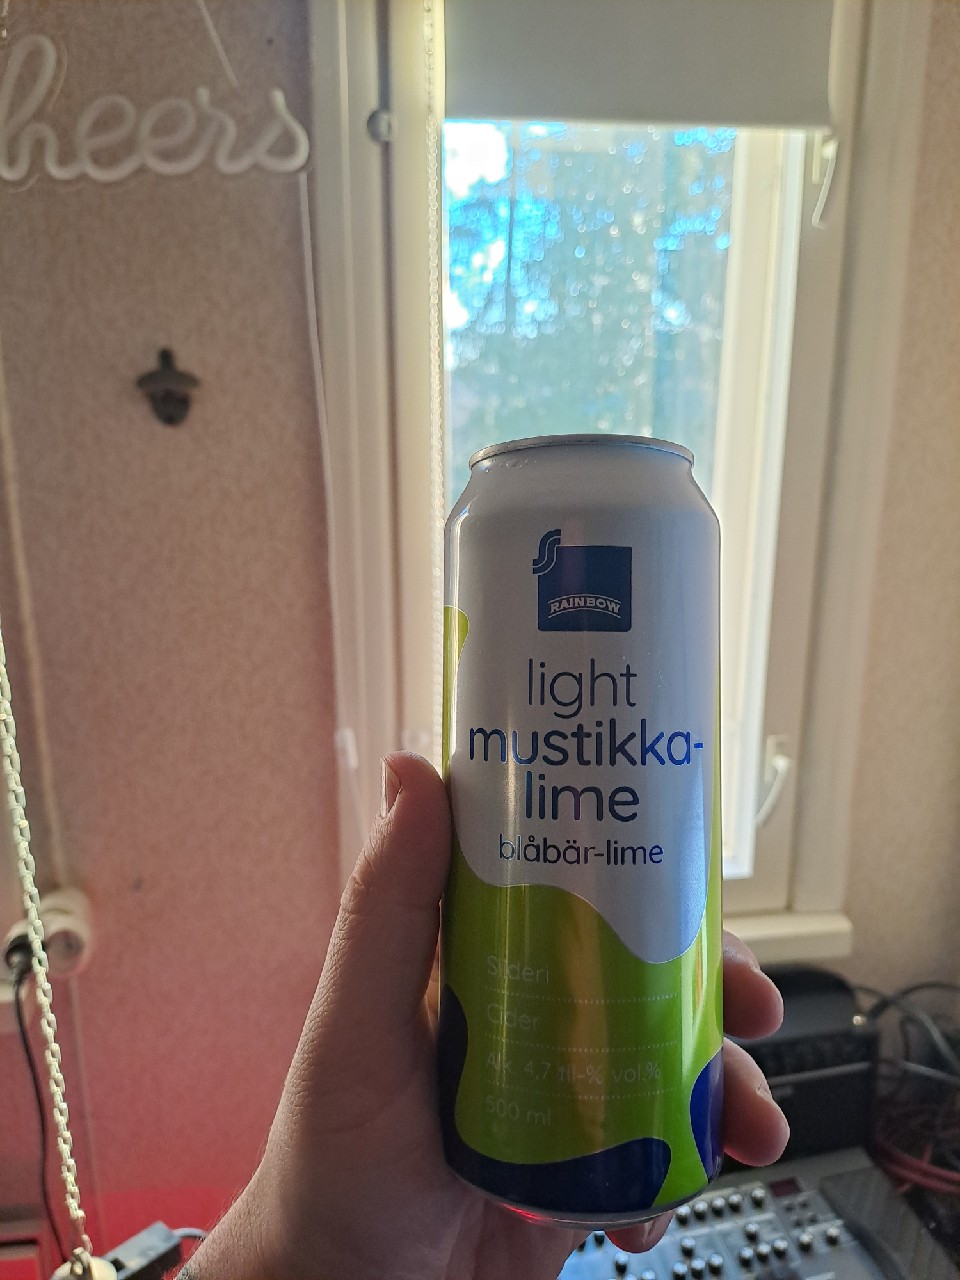 heers
RAINBOW
light
mustikka-
lime
blåbär-lime
Siideri
Cider
Alk. 4,7 til-% vol.%
500 ml